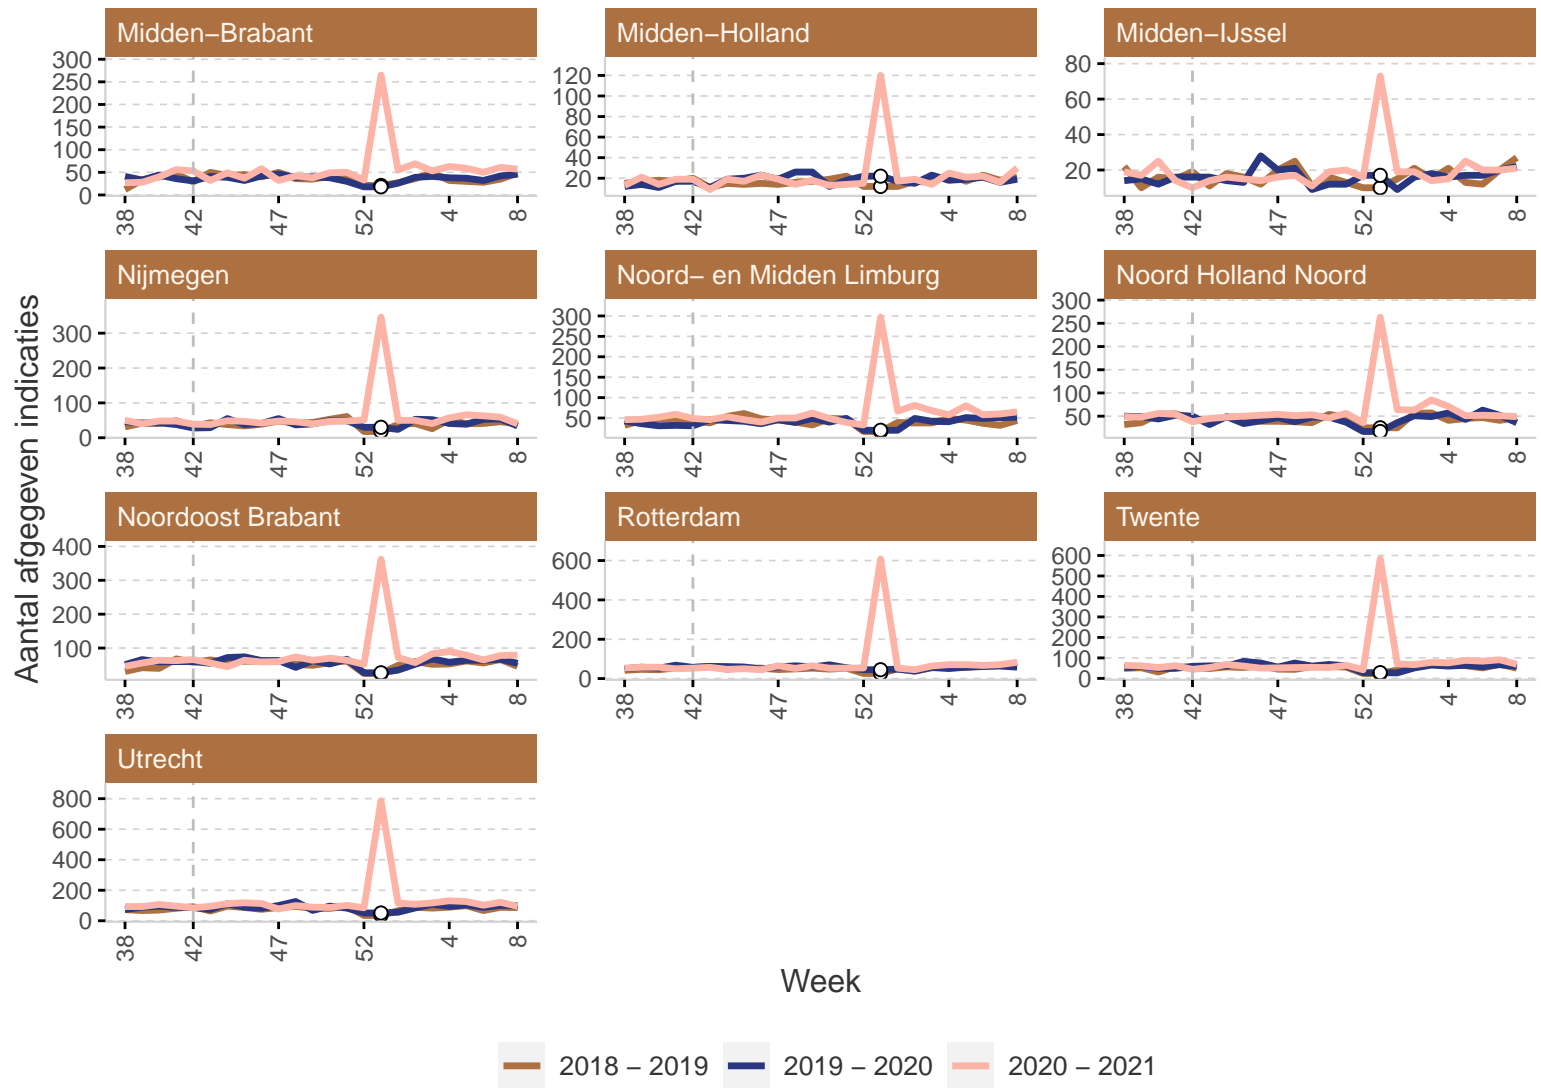 Aantal afgegeven indicaties
Midden−Brabant
300
250
200
150
100
50
0
38 42 47 52 4 8
Midden−Holland
120
100
80
60
40
20
38 42 47 52 4 8
Midden−IJssel
80
60
40
20
38 42 47 52 4 8
Nijmegen
300
200
100
0
38 42 47 52 4 8
Noord− en Midden Limburg
300
250
200
150
100
50
38 42 47 52 4 8
Noord Holland Noord
300
250
200
150
100
50
38 42 47 52 4 8
Noordoost Brabant
400
300
200
100
38 42 47 52 4 8
Rotterdam
600
400
200
0
38 42 47 52 4 8
Twente
600
500
400
300
200
100
0
38 42 47 52 4 8
Utrecht
800
600
400
200
0
38 42 47 52 4 8
Week
2018 − 2019 2019 − 2020 2020 − 2021